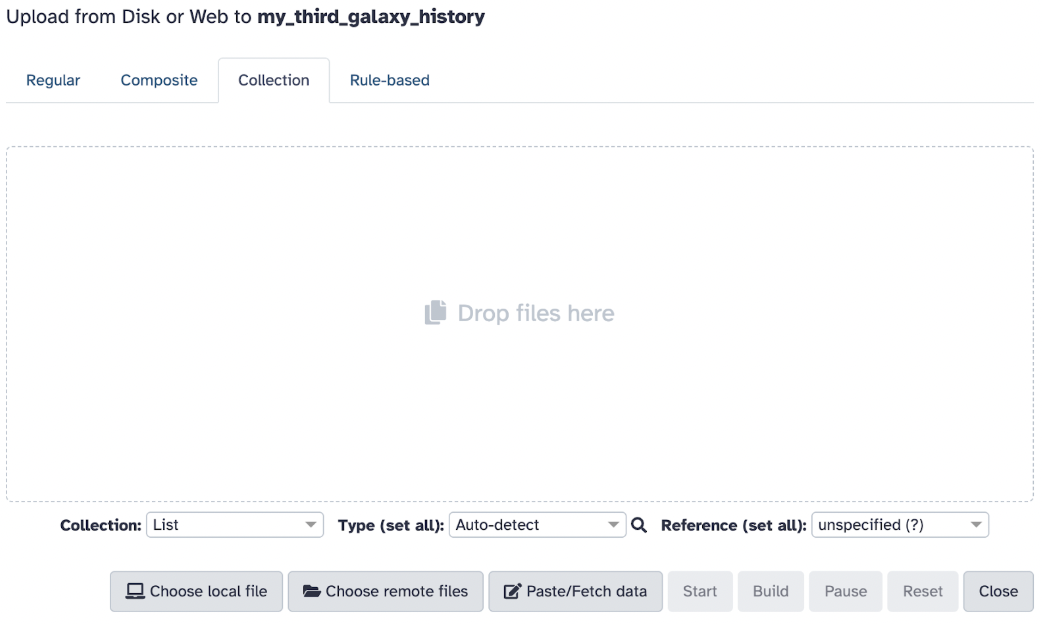 Upload from Disk or Web to my_third_galaxy_history
Regular Composite Collection Rule-based
Drop files here
Collection: List Type (set all): Auto-detect Reference (set all): unspecified (?)
Choose local file Choose remote files Paste/Fetch data Start Build Pause Reset Close